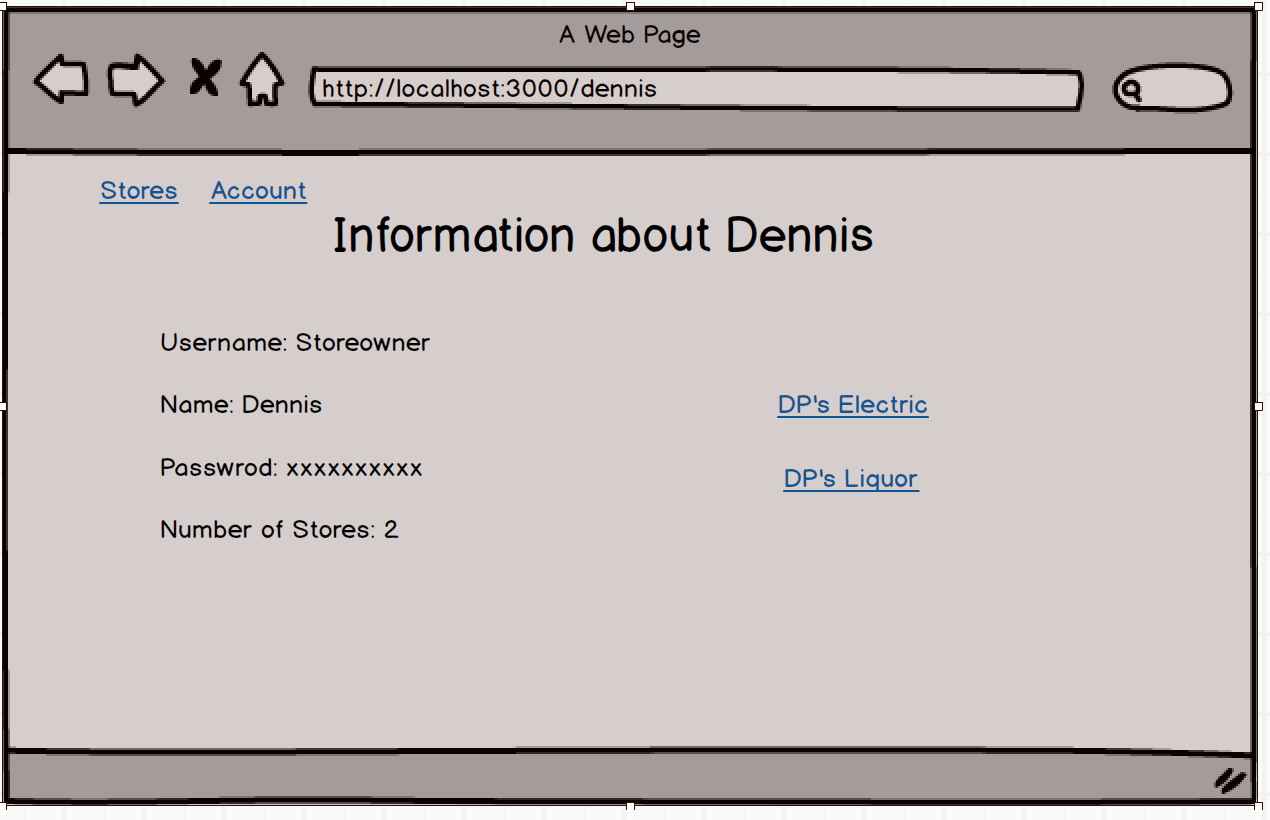 A Web Page
http://localhost:3000/dennis
Stores Account
Information about Dennis
Username: Storeowner
Name: Dennis
DP's Electric
Passwrod: xxxxxxxxxx
DP's Liquor
Number of Stores: 2